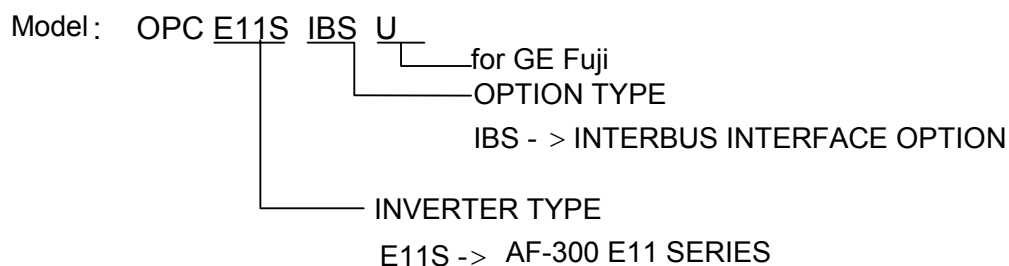 Model: OPC E11S IBS U
for GE Fuji
OPTION TYPE
IBS - > INTERBUS INTERFACE OPTION
INVERTER TYPE
E11S -> AF-300 E11 SERIES